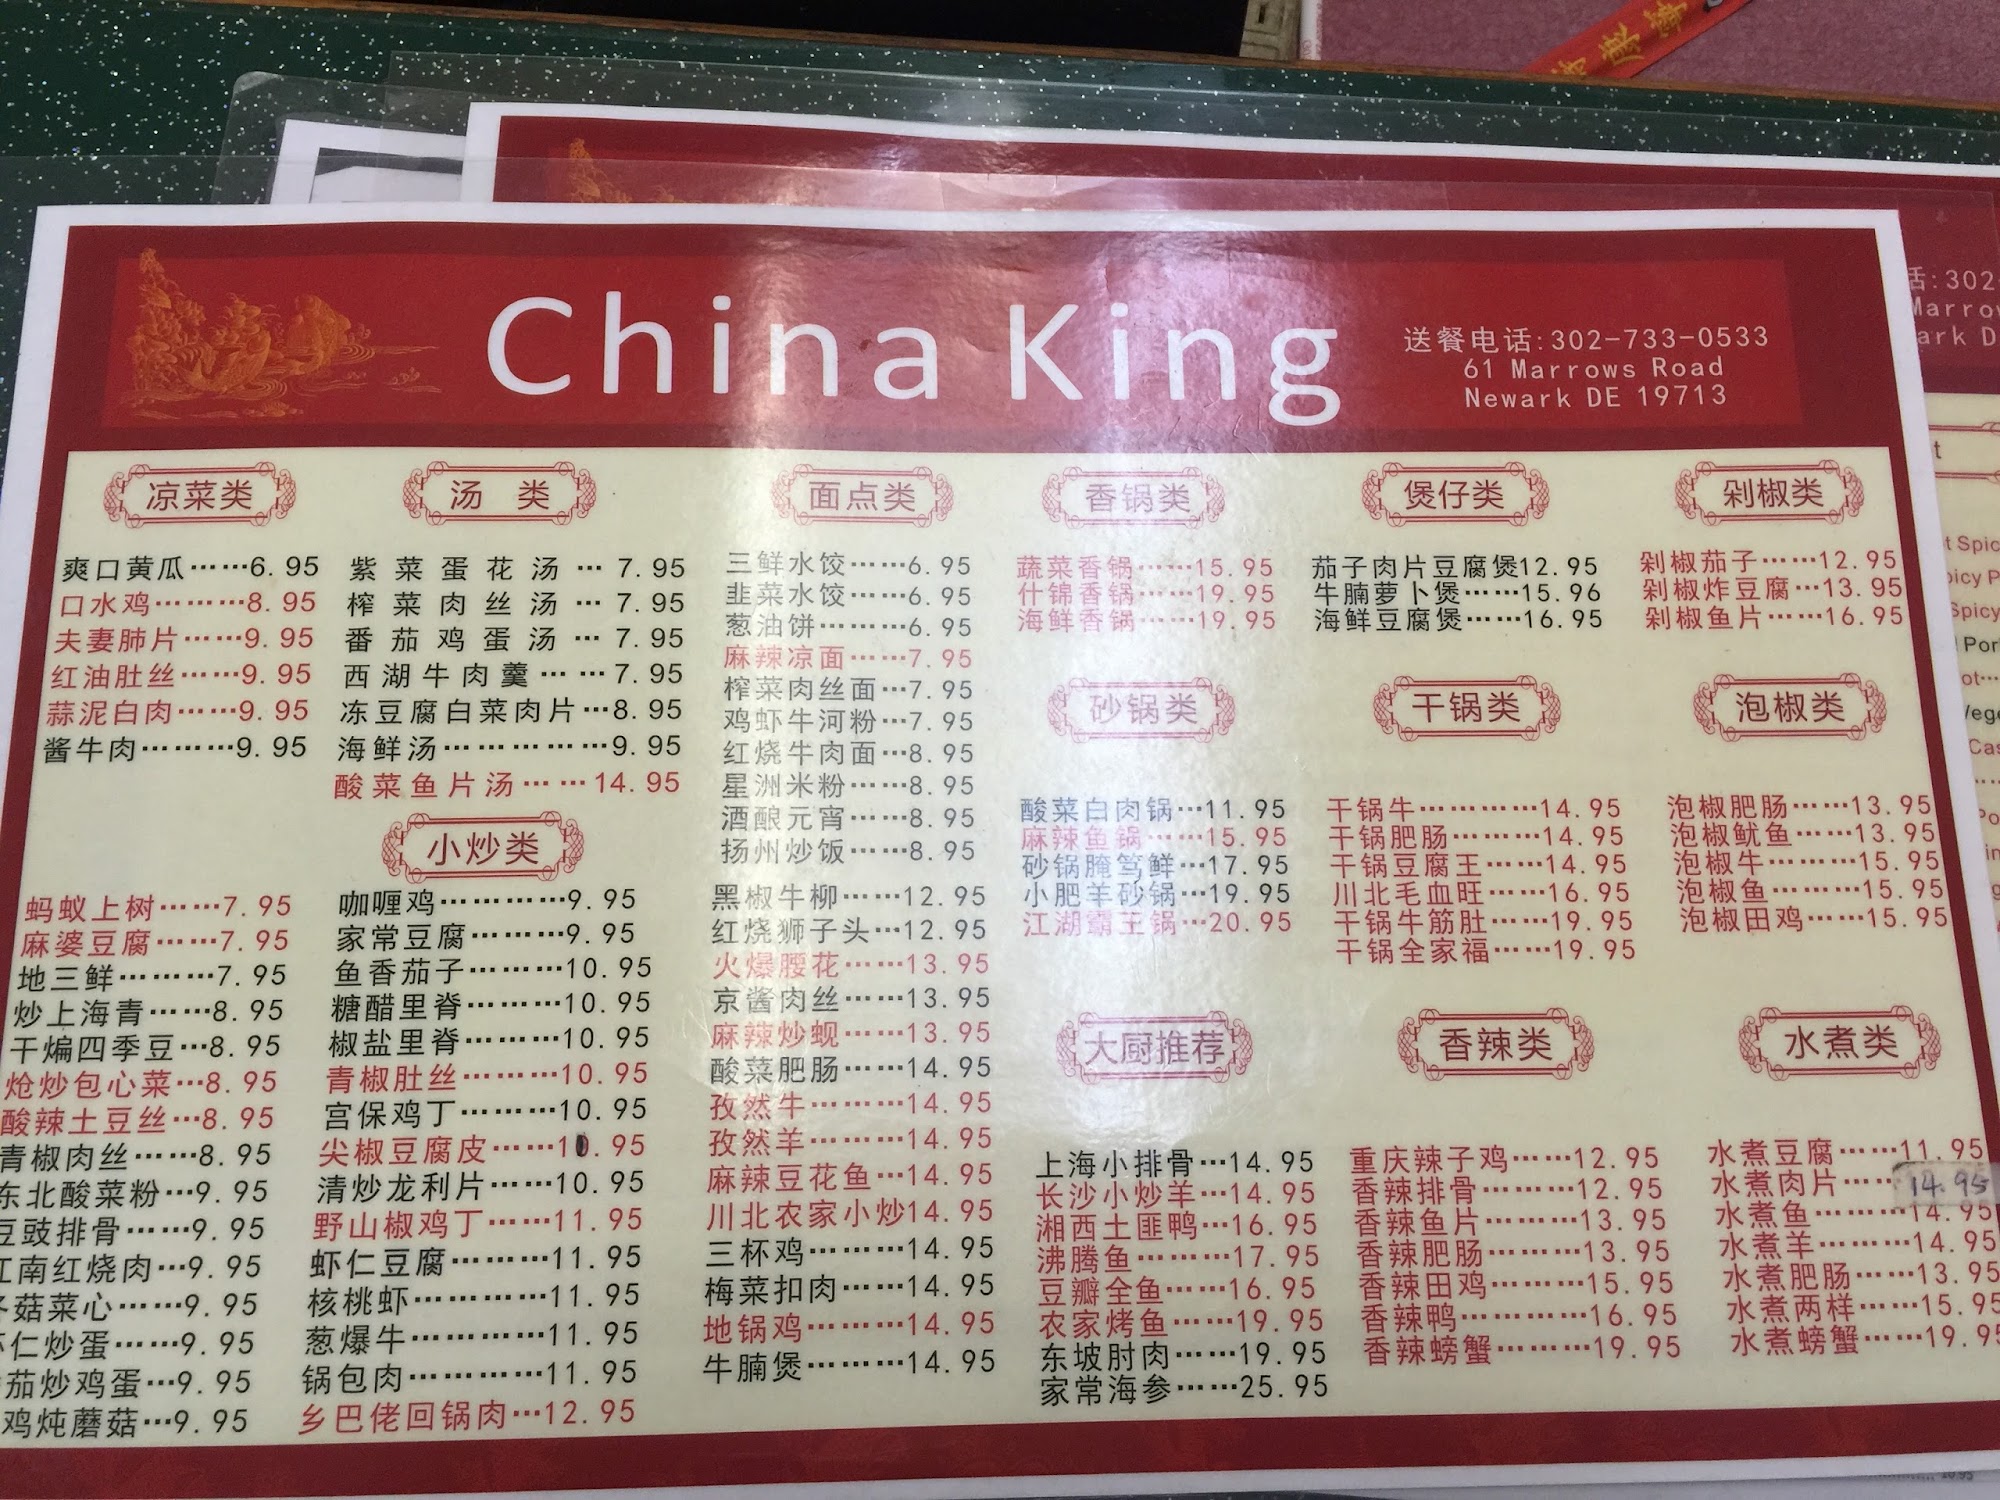 China King
送餐电话:302-733-0533
61 Marrows Road
Newark DE 19713
凉菜类
爽口黄瓜……6.95
口水鸡………8.95
夫妻肺片……9.95
红油肚丝……9.95
蒜泥白肉……9.95
酱牛肉………9.95
汤 类
紫菜蛋花汤…7.95
榨菜肉丝汤…7.95
番茄鸡蛋汤…7.95
西湖牛肉羹……7.95
冻豆腐白菜肉片…8.95
海鲜汤……………9.95
酸菜鱼片汤……14.95
小炒类
蚂蚁上树……7.95
麻婆豆腐……7.95
地三鲜………7.95
炒上海青……8.95
干煸四季豆…8.95
炝炒包心菜…8.95
酸辣土豆丝…8.95
青椒肉丝……8.95
东北酸菜粉…9.95
豆豉排骨……9.95
江南红烧肉…9.95
冬菇菜心……9.95
虾仁炒蛋……9.95
茄炒鸡蛋…9.95
鸡炖蘑菇…9.95
咖喱鸡…………9.95
家常豆腐………9.95
鱼香茄子………10.95
糖醋里脊………10.95
椒盐里脊………10.95
青椒肚丝………10.95
宫保鸡丁………10.95
尖椒豆腐皮……10.95
清炒龙利片……10.95
野山椒鸡丁……11.95
虾仁豆腐………11.95
核桃虾…………11.95
葱爆牛…………11.95
锅包肉…………11.95
乡巴佬回锅肉…12.95
面点类
三鲜水饺……6.95
韭菜水饺……6.95
葱油饼………6.95
麻辣凉面……7.95
榨菜肉丝面…7.95
鸡虾牛河粉…7.95
红烧牛肉面…8.95
星洲米粉……8.95
酒酿元宵……8.95
扬州炒饭……8.95
黑椒牛柳……12.95
红烧狮子头…12.95
火爆腰花……13.95
京酱肉丝……13.95
麻辣炒蚬……13.95
酸菜肥肠……14.95
孜然牛………14.95
孜然羊………14.95
麻辣豆花鱼…14.95
川北农家小炒14.95
三杯鸡………14.95
梅菜扣肉……14.95
地锅鸡………14.95
牛腩煲………14.95
香锅类
蔬菜香锅……15.95
什锦香锅……19.95
海鲜香锅……19.95
砂锅类
酸菜白肉锅…11.95
麻辣鱼锅……15.95
砂锅腌笃鲜…17.95
小肥羊砂锅…19.95
江湖霸王锅…20.95
大厨推荐
上海小排骨…14.95
长沙小炒羊…14.95
湘西土匪鸭…16.95
沸腾鱼………17.95
豆瓣全鱼……16.95
农家烤鱼……19.95
东坡肘肉……19.95
家常海参……25.95
煲仔类
茄子肉片豆腐煲12.95
牛腩萝卜煲……15.96
海鲜豆腐煲……16.95
干锅类
干锅牛…………14.95
干锅肥肠………14.95
干锅豆腐王……14.95
川北毛血旺……16.95
干锅牛筋肚……19.95
干锅全家福……19.95
香辣类
重庆辣子鸡……12.95
香辣排骨………12.95
香辣鱼片………13.95
香辣肥肠………13.95
香辣田鸡………15.95
香辣鸭…………16.95
香辣螃蟹………19.95
剁椒类
剁椒茄子……12.95
剁椒炸豆腐…13.95
剁椒鱼片……16.95
泡椒类
泡椒肥肠……13.95
泡椒鱿鱼……13.95
泡椒牛………15.95
泡椒鱼………15.95
泡椒田鸡……15.95
水煮类
水煮豆腐……11.95
水煮肉片……14.95
水煮鱼………14.95
水煮羊………14.95
水煮肥肠……13.95
水煮两样……15.95
水煮螃蟹……19.95
话:302-
Marrow
ark D